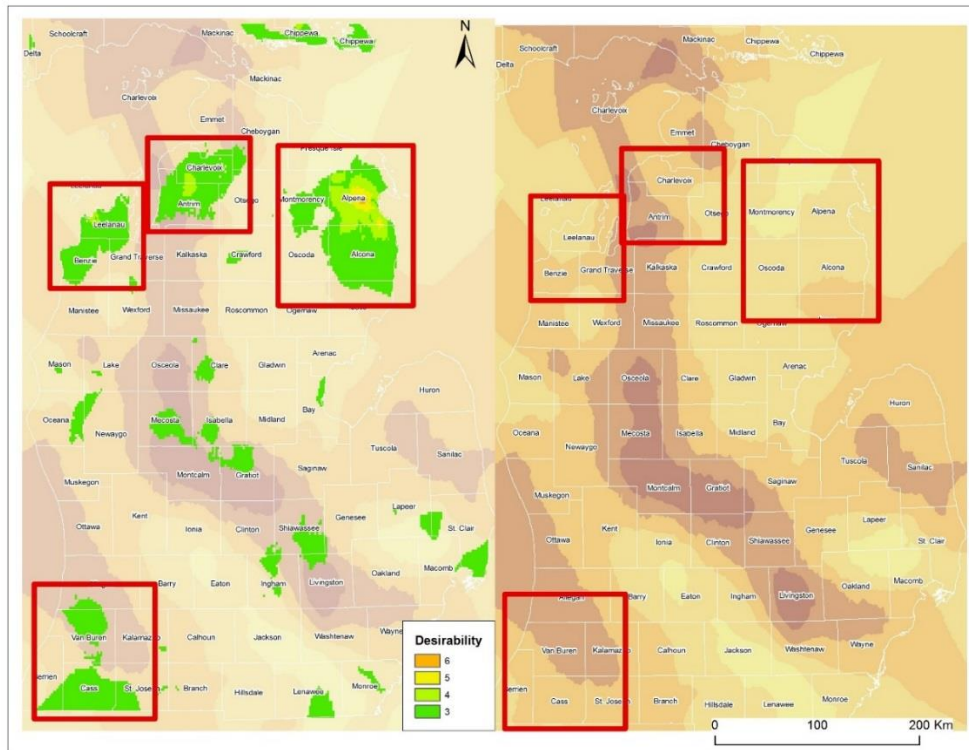 Schoolcraft
Mackinac
Chippewa
Chippewa
Delta
N
Mackinac
Charlevoix
Emmet
Cheboygan
Presque Isle
Charlevoix
Leelanau
Antrim
Otsego
Montmorency
Alpena
Leelanau
Benzie
Grand Traverse
Kalkaska
Crawford
Oscoda
Alcona
Manistee
Wexford
Missaukee
Roscommon
Ogemaw
Arenac
Mason
Lake
Osceola
Clare
Gladwin
Huron
Oceana
Newaygo
Mecosta
Isabella
Midland
Bay
Tuscola
Sanilac
Montcalm
Gratiot
Saginaw
Muskegon
Ottawa
Kent
Ionia
Clinton
Shiawassee
Genesee
Lapeer
St. Clair
Barry
Eaton
Ingham
Livingston
Oakland
Macomb
Van Buren
Kalamazoo
Calhoun
Jackson
Washtenaw
Wayne
Cass
St. Joseph
Branch
Hillsdale
Lenawee
Monroe
Desirability
6
5
4
3
Schoolcraft
Mackinac
Chippewa
Chippewa
Delta
Mackinac
Charlevoix
Emmet
Cheboygan
Charlevoix
Leelanau
Antrim
Otsego
Montmorency
Alpena
Leelanau
Benzie
Grand Traverse
Kalkaska
Crawford
Oscoda
Alcona
Manistee
Wexford
Missaukee
Roscommon
Ogemaw
Arenac
Mason
Lake
Osceola
Clare
Gladwin
Huron
Oceana
Newaygo
Mecosta
Isabella
Midland
Bay
Tuscola
Sanilac
Montcalm
Gratiot
Saginaw
Muskegon
Ottawa
Kent
Ionia
Clinton
Shiawassee
Genesee
Lapeer
St. Clair
Allegan
Barry
Eaton
Ingham
Livingston
Oakland
Macomb
Van Buren
Kalamazoo
Calhoun
Jackson
Washtenaw
Wayne
Cass
St. Joseph
Branch
Hillsdale
Lenawee
Monroe
0 100 200 Km